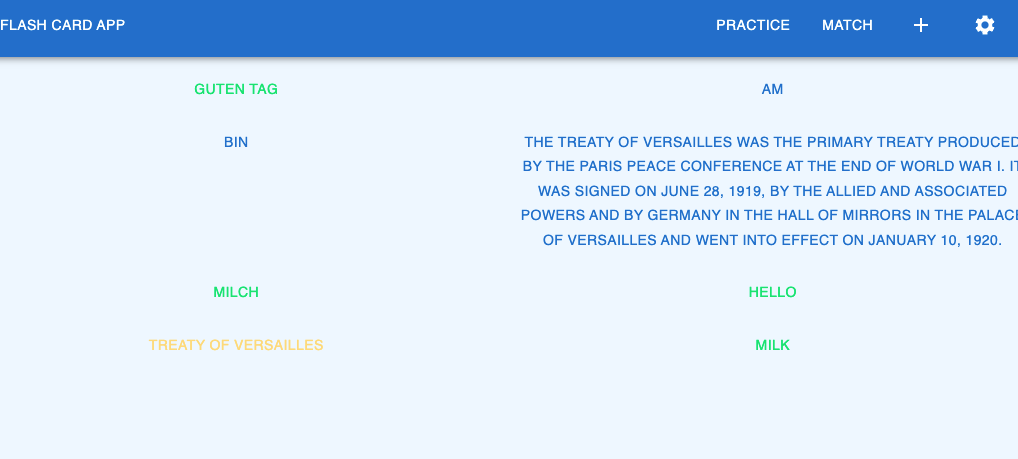 FLASH CARD APP PRACTICE MATCH
GUTEN TAG AM
BIN THE TREATY OF VERSAILLES WAS THE PRIMARY TREATY PRODUCED
BY THE PARIS PEACE CONFERENCE AT THE END OF WORLD WAR I. IT
WAS SIGNED ON JUNE 28, 1919, BY THE ALLIED AND ASSOCIATED
POWERS AND BY GERMANY IN THE HALL OF MIRRORS IN THE PALACE
OF VERSAILLES AND WENT INTO EFFECT ON JANUARY 10, 1920.
MILCH HELLO
TREATY OF VERSAILLES MILK